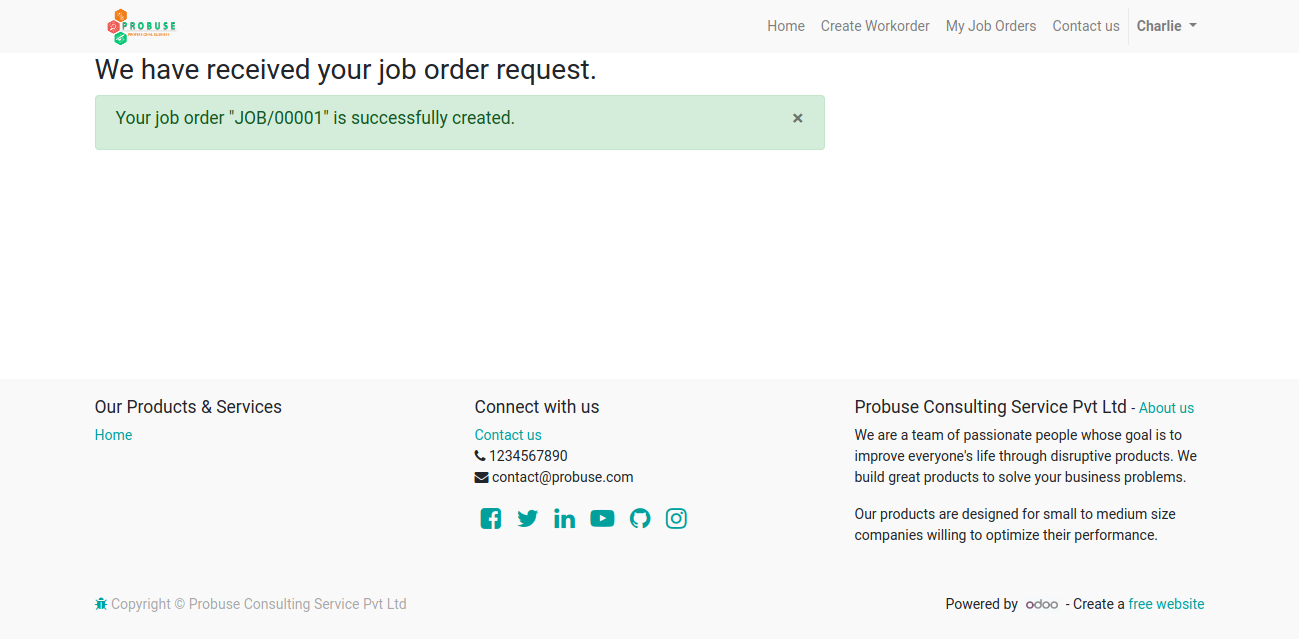 PROBUSE
Home Create Workorder My Job Orders Contact us Charlie
We have received your job order request.
Your job order "JOB/00001" is successfully created. ×
Our Products & Services
Home
Connect with us
Contact us
1234567890
contact@probuse.com
Probuse Consulting Service Pvt Ltd - About us
We are a team of passionate people whose goal is to
improve everyone's life through disruptive products. We
build great products to solve your business problems.
Our products are designed for small to medium size
companies willing to optimize their performance.
Copyright © Probuse Consulting Service Pvt Ltd
Powered by odoo - Create a free website